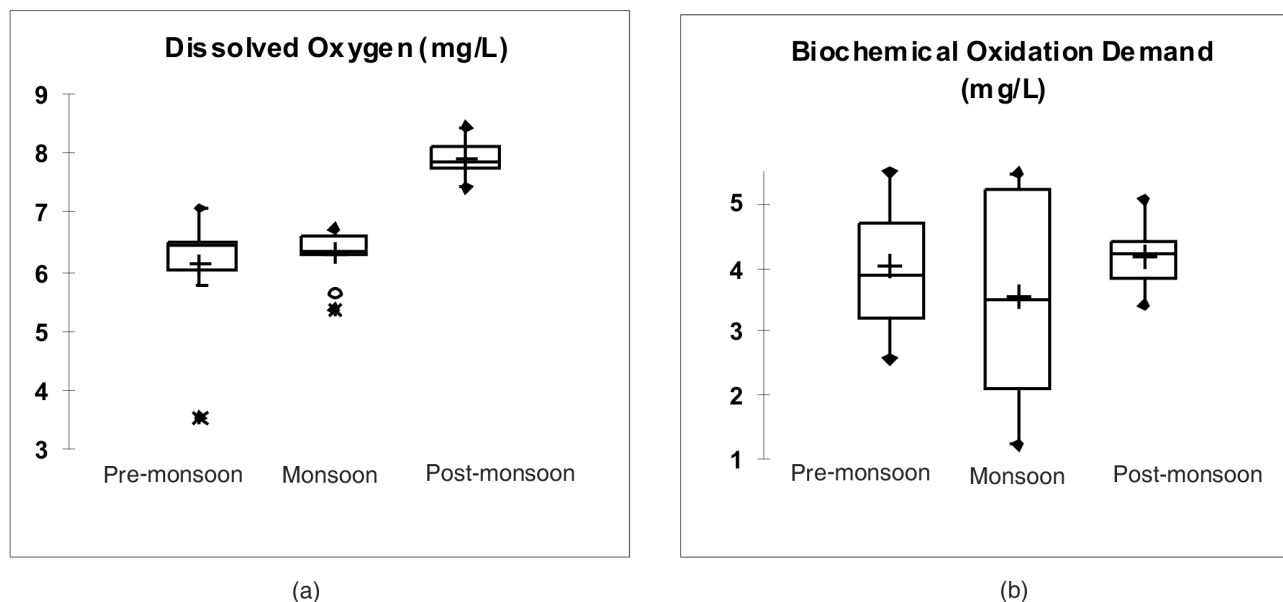 Dissolved Oxygen (mg/L)
9
8
7
6
5
4
3
Pre-monsoon Monsoon Post-monsoon
(a)
Biochemical Oxidation Demand
(mg/L)
5
4
3
2
1
Pre-monsoon Monsoon Post-monsoon
(b)